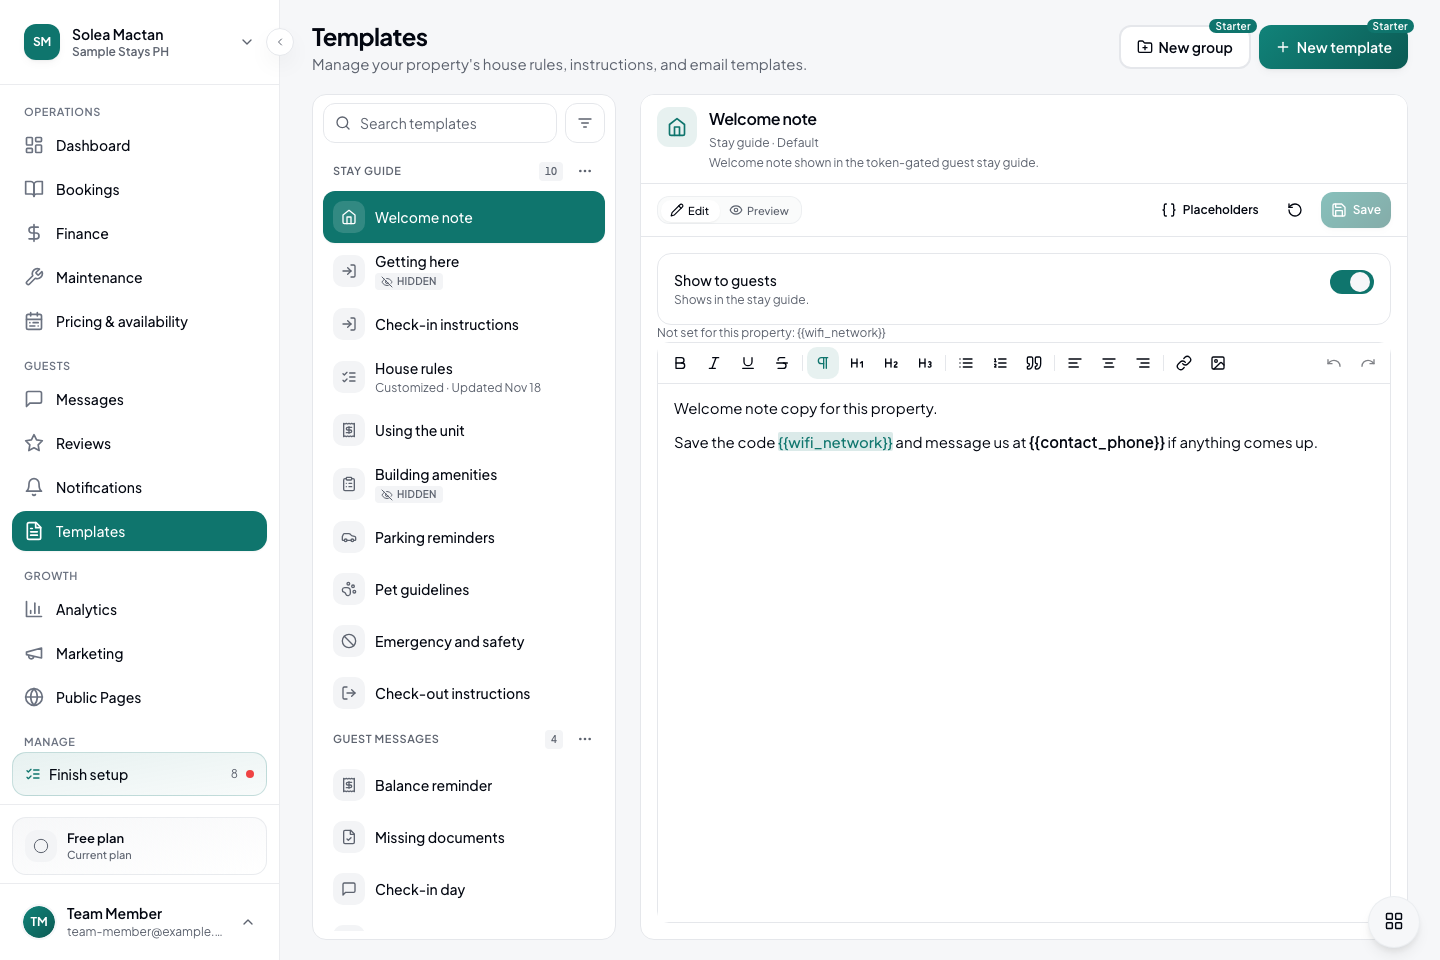 SM
Solea Mactan
Sample Stays PH
OPERATIONS
Dashboard
Bookings
Finance
Maintenance
Pricing & availability
GUESTS
Messages
Reviews
Notifications
Templates
GROWTH
Analytics
Marketing
Public Pages
MANAGE
Finish setup 8
Free plan
Current plan
TM
Team Member
team-member@example....
Templates
Manage your property's house rules, instructions, and email templates.
New group
Starter
New template
Starter
Search templates
STAY GUIDE 10
Welcome note
Getting here
HIDDEN
Check-in instructions
House rules
Customized · Updated Nov 18
Using the unit
Building amenities
HIDDEN
Parking reminders
Pet guidelines
Emergency and safety
Check-out instructions
GUEST MESSAGES 4
Balance reminder
Missing documents
Check-in day
Welcome note
Stay guide · Default
Welcome note shown in the token-gated guest stay guide.
Edit Preview
Placeholders
Save
Show to guests
Shows in the stay guide.
Not set for this property: {{wifi_network}}
B I U S H1 H2 H3
Welcome note copy for this property.
Save the code {{wifi_network}} and message us at {{contact_phone}} if anything comes up.